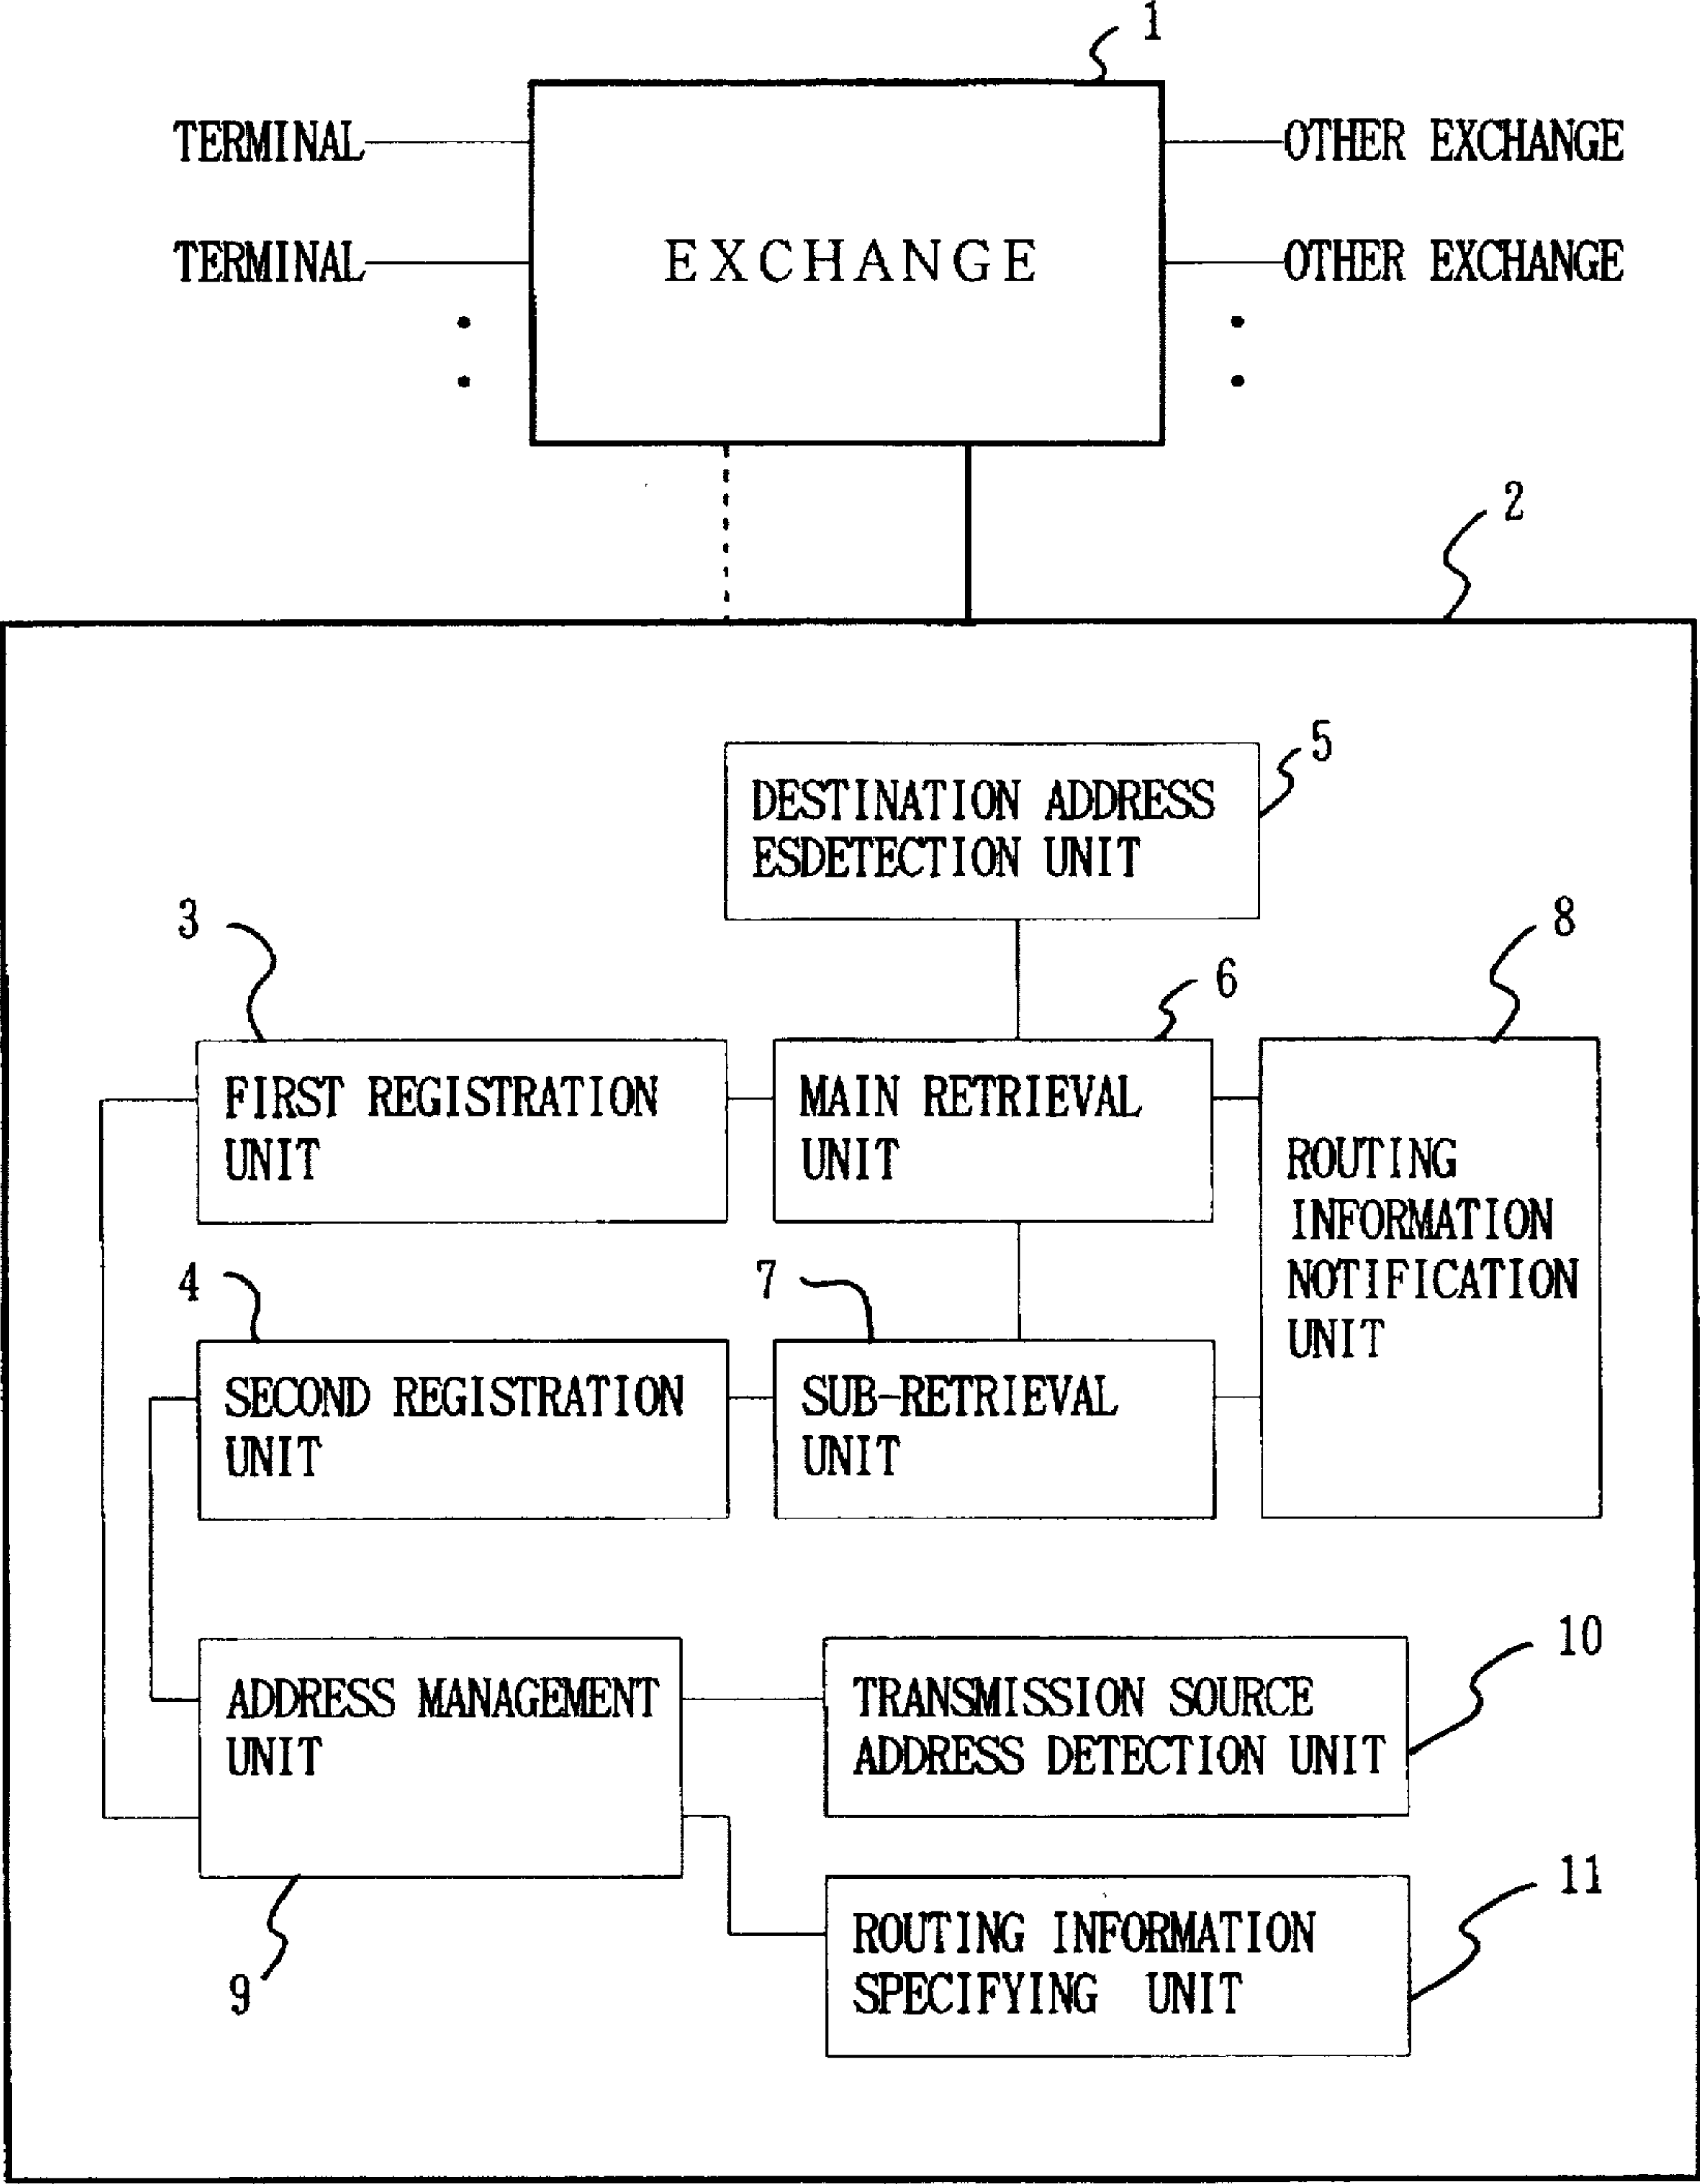 1
TERMINAL
OTHER EXCHANGE
EXCHANGE
TERMINAL
OTHER EXCHANGE
2
5
DESTINATION ADDRESS
ESDETECTION UNIT
3
6
8
FIRST REGISTRATION
UNIT
MAIN RETRIEVAL
UNIT
ROUTING
INFORMATION
NOTIFICATION
UNIT
4
7
SECOND REGISTRATION
UNIT
SUB-RETRIEVAL
UNIT
10
ADDRESS MANAGEMENT
UNIT
TRANSMISSION SOURCE
ADDRESS DETECTION UNIT
9
11
ROUTING INFORMATION
SPECIFYING UNIT